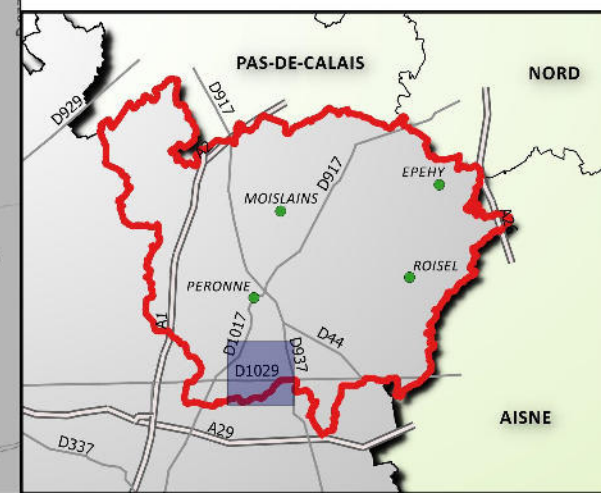 PAS-DE-CALAIS
NORD
D929
D917
A2
D917
EPEHY
MOISLAINS
A26
ROISEL
PERONNE
A1
D1017
D937
D44
D1029
A29
D337
AISNE